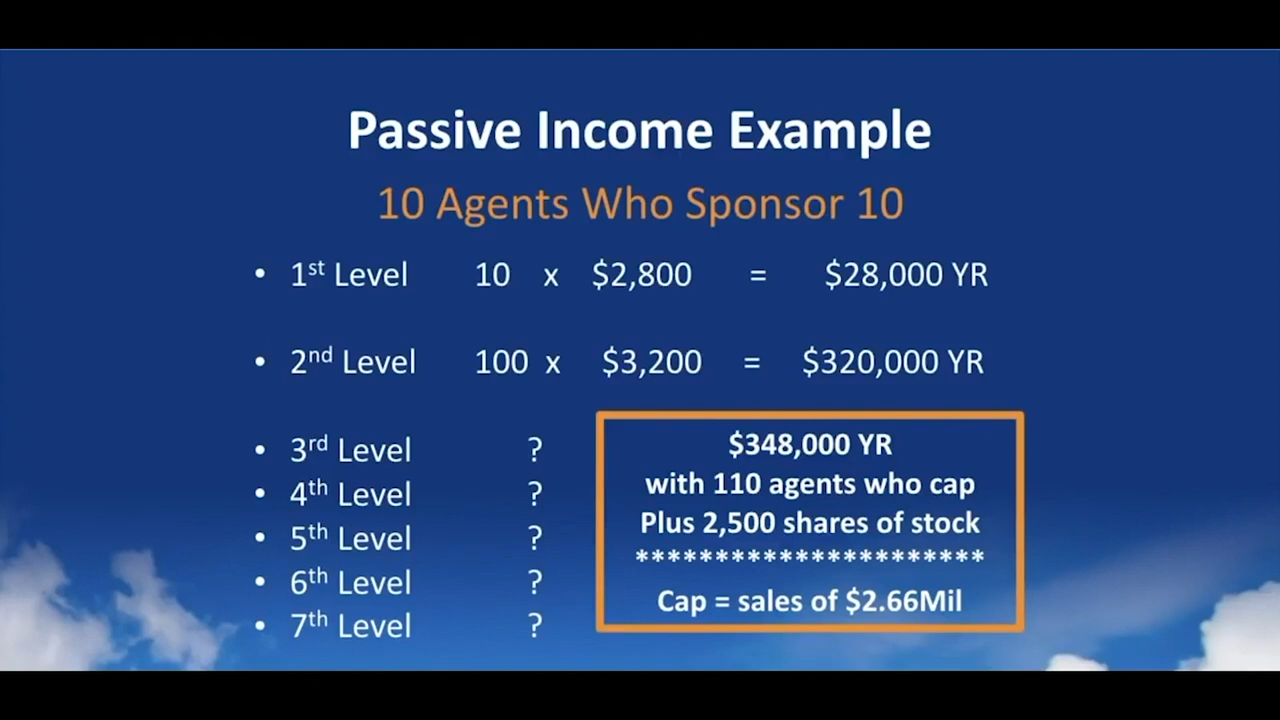 Passive Income Example
10 Agents Who Sponsor 10
• 1st Level 10 x $2,800 = $28,000 YR
• 2nd Level 100 x $3,200 = $320,000 YR
• 3rd Level ?
• 4th Level ?
• 5th Level ?
• 6th Level ?
• 7th Level ?
$348,000 YR
with 110 agents who cap
Plus 2,500 shares of stock
**********************
Cap = sales of $2.66Mil